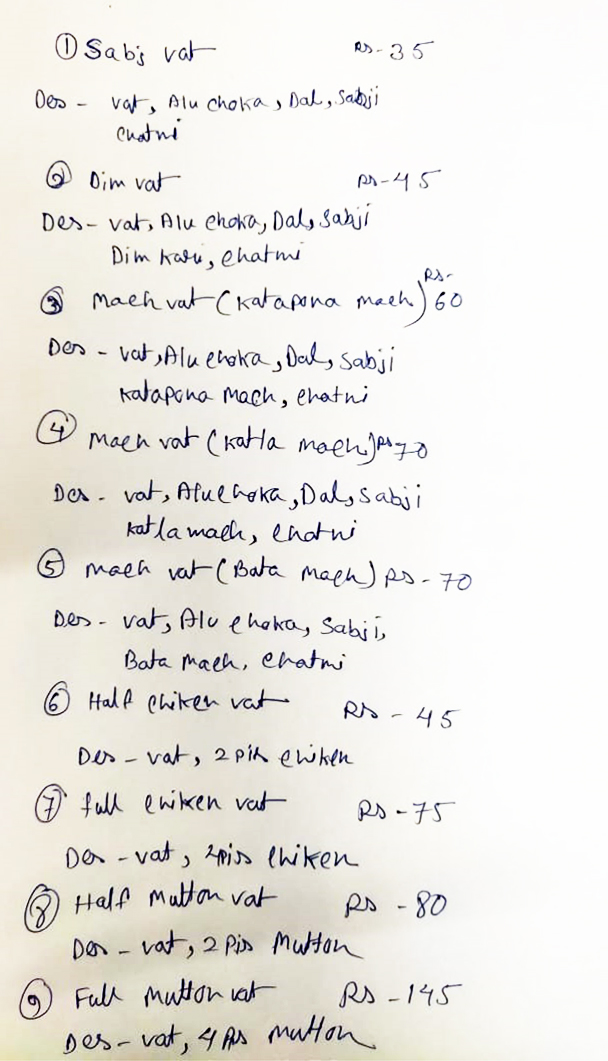 ① Sabji vat Rs-35
Des - vat, Alu choka, Dal, Sabji
chatni
② Dim vat Rs-45
Des - vat, Alu choka, Dal, Sabji
Dim kari, chatni
Rs-
③ Mach vat (Katapona mach) 60
Des - vat, Alu choka, Dal, Sabji
Katapona Mach, chatni
④ Mach vat (Katla mach) Rs 70
Des - vat, Alu choka, Dal, Sabji
Katla mach, chatni
⑤ Mach vat (Bata mach) Rs - 70
Des - vat, Alu choka, Sabji,
Bata Mach, chatni
⑥ Half chiken vat Rs - 45
Des - vat, 2 pis chiken
⑦ full chiken vat Rs - 75
Des - vat, pis chiken
⑧ Half Mutton vat Rs - 80
Des - vat, 2 Pis Mutton
⑨ Full Mutton vat Rs - 145
Des - vat, 4 Ps mutton